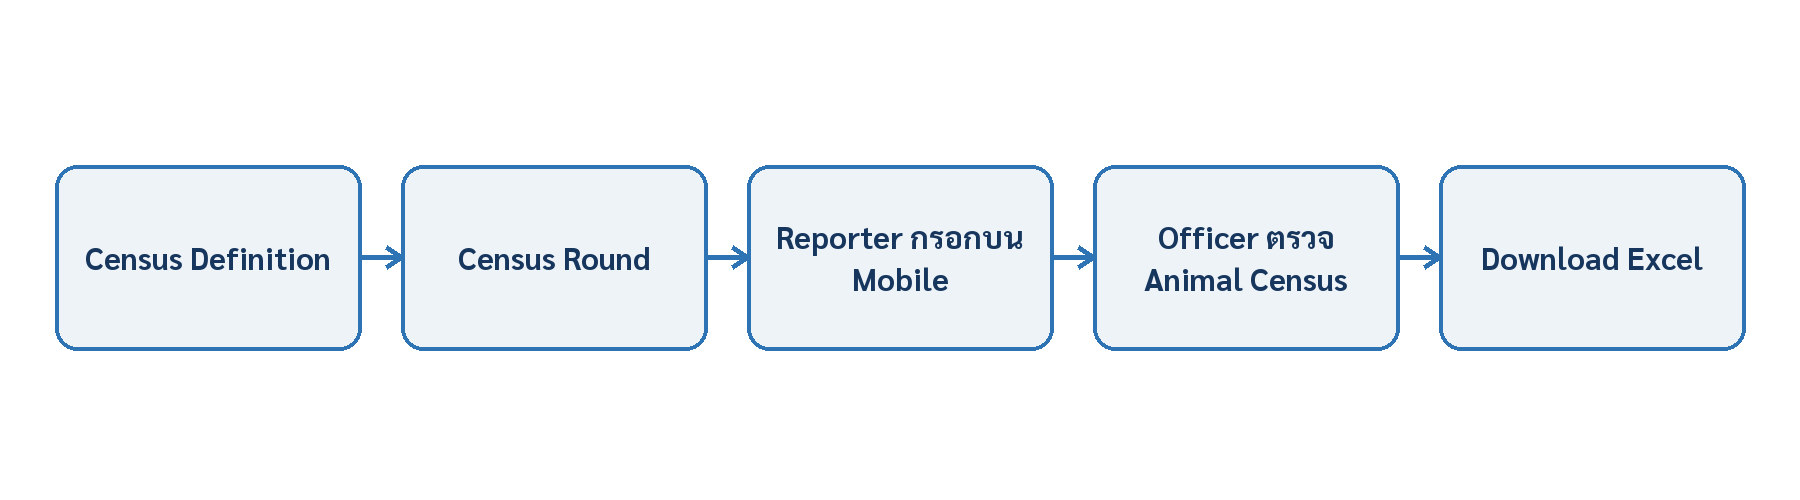 Census Definition
Census Round
Reporter กรอกบน
Mobile
Officer ตรวจ
Animal Census
Download Excel